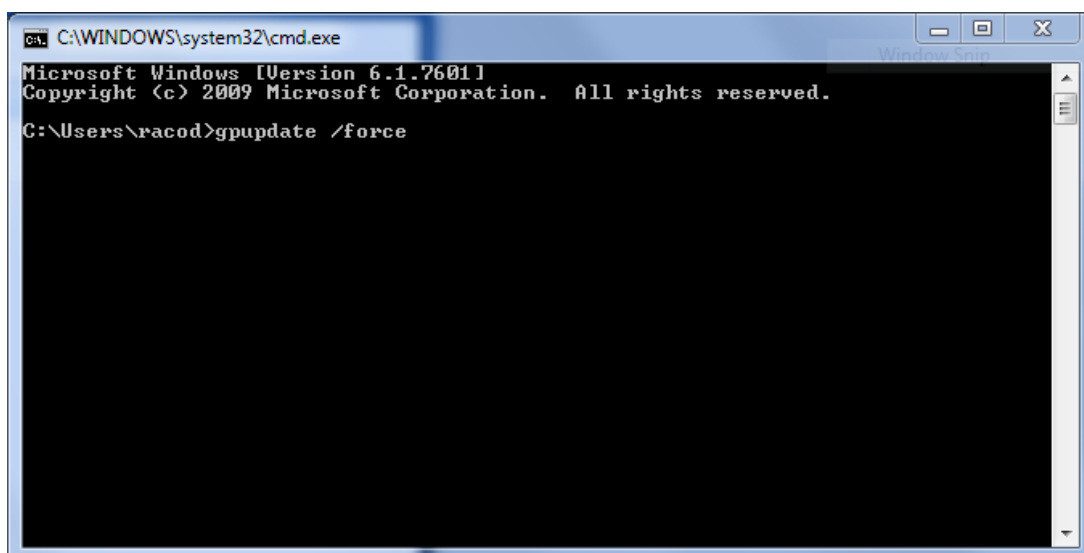 C:\WINDOWS\system32\cmd.exe
Window Snip
Microsoft Windows [Version 6.1.7601]
Copyright (c) 2009 Microsoft Corporation.  All rights reserved.
C:\Users\racod>gpupdate /force